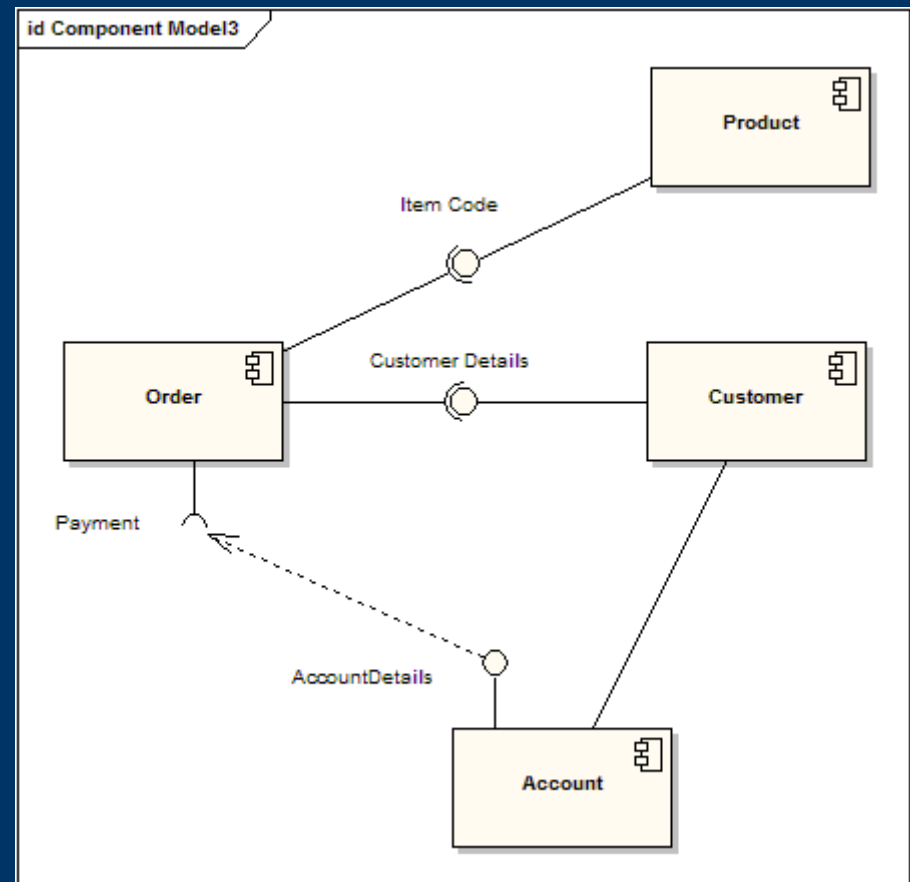 id Component Model3
Product
Item Code
Customer Details
Order
Customer
Payment
AccountDetails
Account